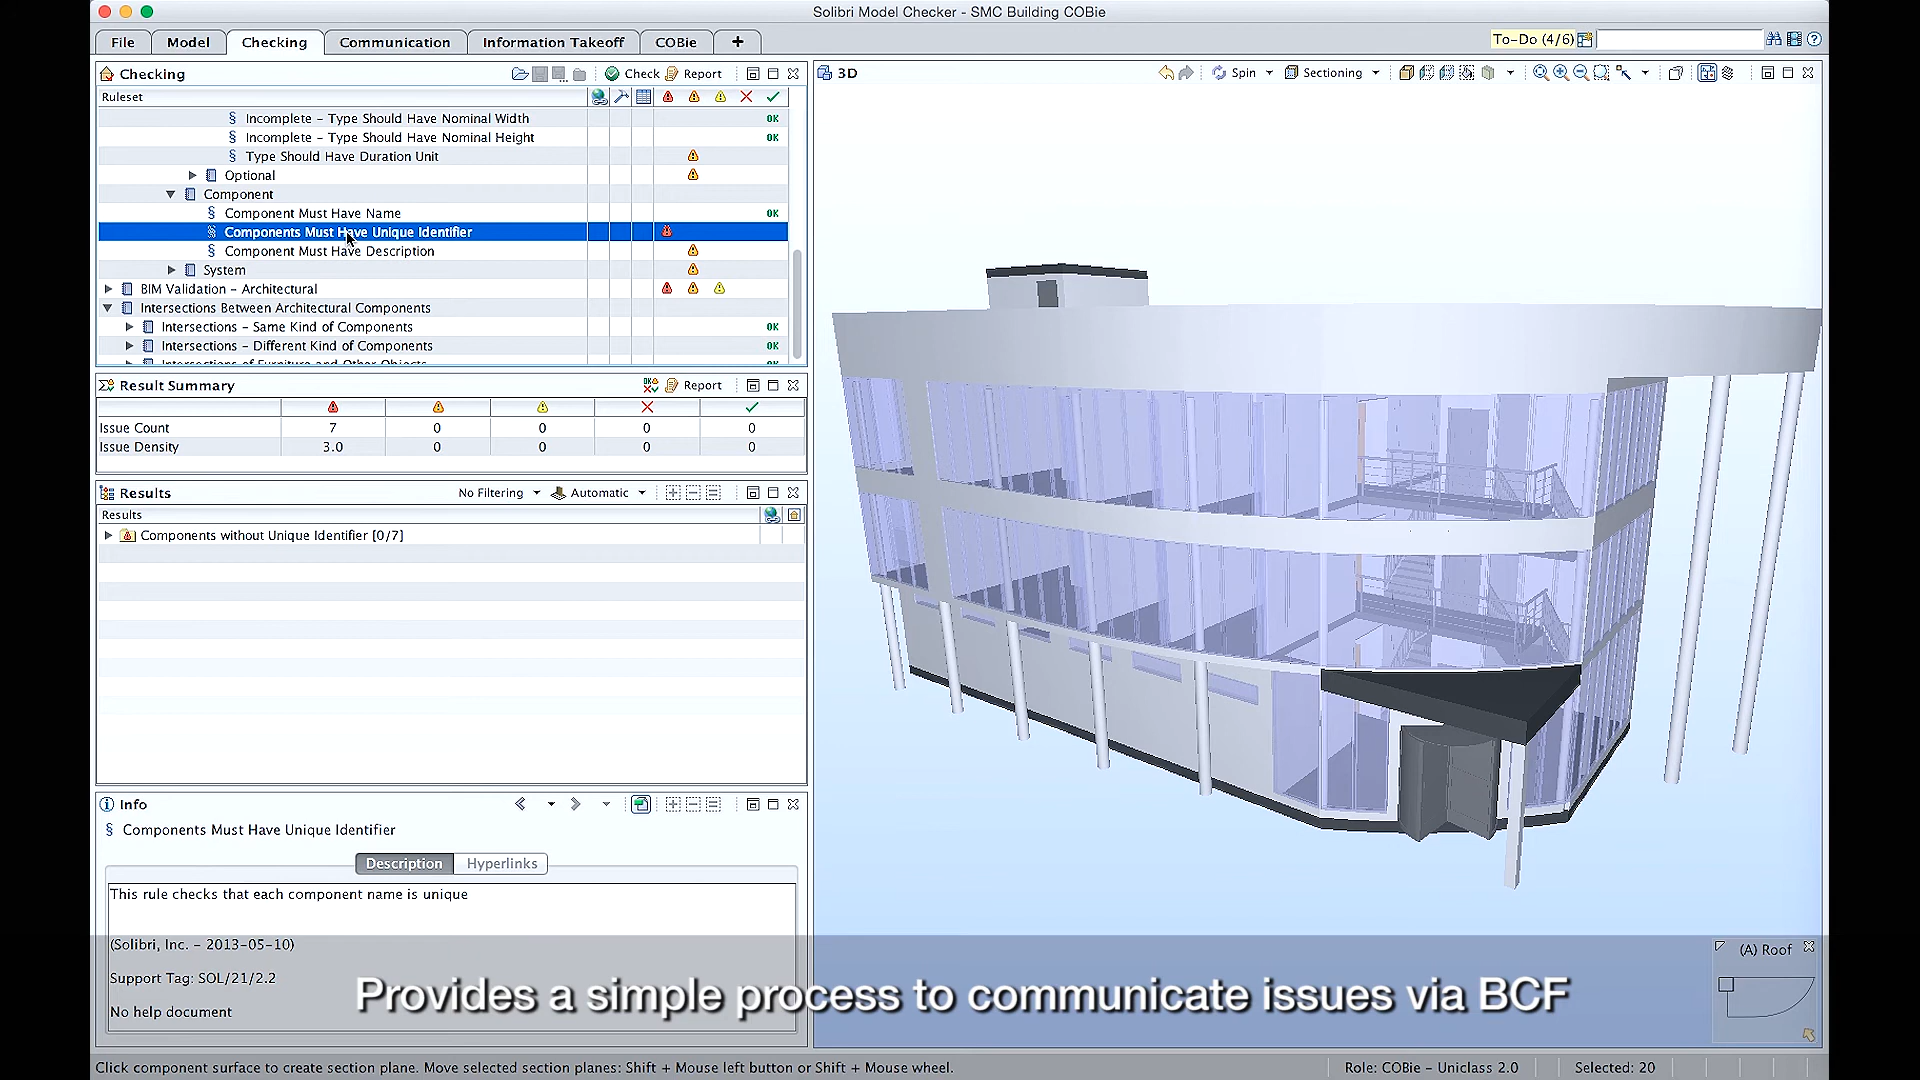 Solibri Model Checker - SMC Building COBie
File Model Checking Communication Information Takeoff COBie +
To-Do (4/6)
Checking Check Report
3D Spin Sectioning
Ruleset
Incomplete - Type Should Have Nominal Width OK
Incomplete - Type Should Have Nominal Height OK
Type Should Have Duration Unit
Optional
Component
Component Must Have Name OK
Components Must Have Unique Identifier
Component Must Have Description
System
BIM Validation - Architectural
Intersections Between Architectural Components
Intersections - Same Kind of Components OK
Intersections - Different Kind of Components OK
Intersections of Furniture and Other Objects OK
Result Summary Report
Issue Count 7 0 0 0 0
Issue Density 3.0 0 0 0 0
Results No Filtering Automatic
Results
Components without Unique Identifier [0/7]
Info
§ Components Must Have Unique Identifier
Description Hyperlinks
This rule checks that each component name is unique
(Solibri, Inc. - 2013-05-10)
Support Tag: SOL/21/2.2
No help document
(A) Roof
Provides a simple process to communicate issues via BCF
Click component surface to create section plane. Move selected section planes: Shift + Mouse left button or Shift + Mouse wheel.
Role: COBie - Uniclass 2.0 Selected: 20